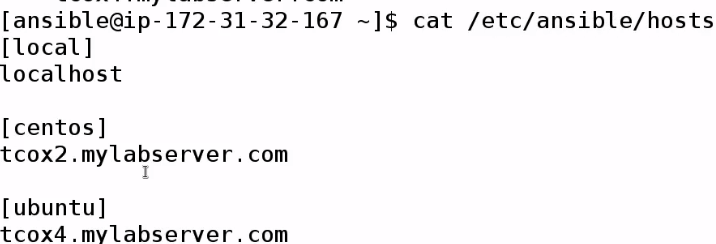 [ansible@ip-172-31-32-167 ~]$ cat /etc/ansible/hosts
[local]
localhost
[centos]
tcox2.mylabserver.com
[ubuntu]
tcox4.mylabserver.com